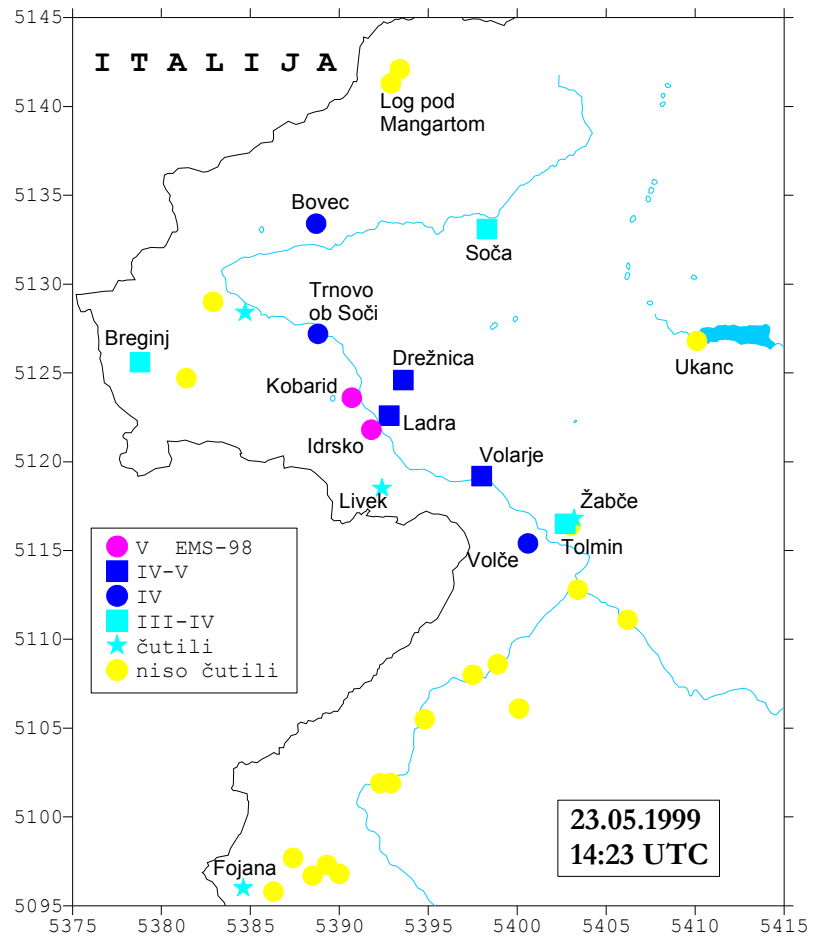 5145
I T A L I J A
Log pod
Mangartom
5140
5135
Bovec
Soča
5130
Trnovo
ob Soči
Breginj
Drežnica
Ukanc
5125
Kobarid
Ladra
Idrsko
Volarje
5120
Livek
Žabče
Tolmin
Volče
5115
V EMS-98
IV-V
IV
III-IV
čutili
niso čutili
5110
5105
5100
23.05.1999
14:23 UTC
Fojana
5095
5375 5380 5385 5390 5395 5400 5405 5410 5415